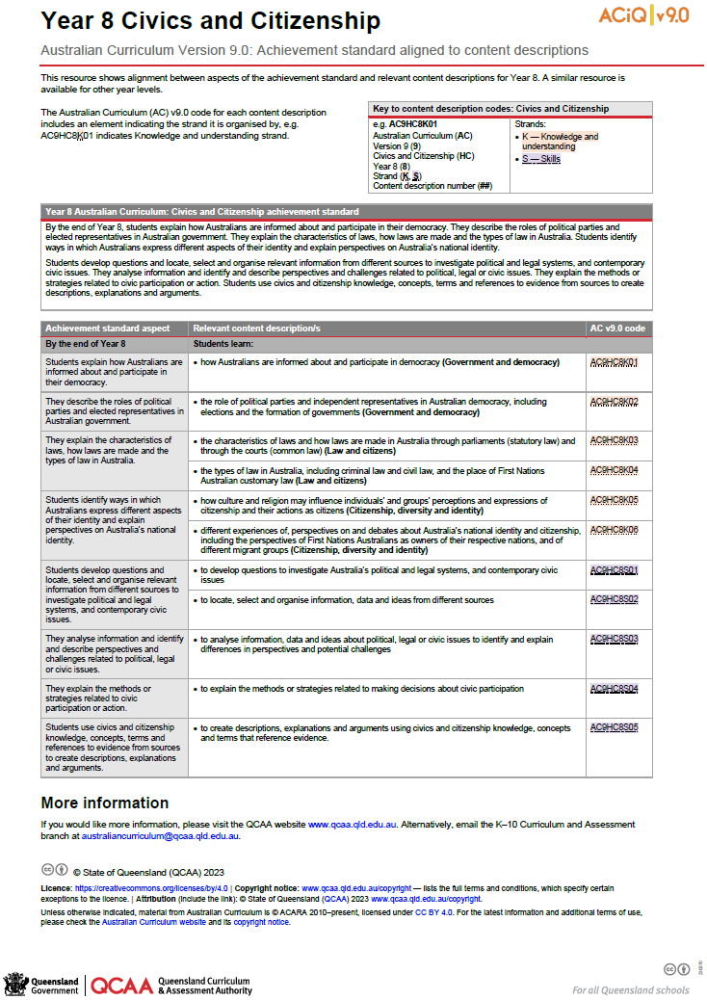 Year 8 Civics and Citizenship
ACiQ v9.0
Australian Curriculum Version 9.0: Achievement standard aligned to content descriptions
This resource shows alignment between aspects of the achievement standard and relevant content descriptions for Year 8. A similar resource is
available for other year levels.
The Australian Curriculum (AC) v9.0 code for each content description
includes an element indicating the strand it is organised by, e.g.
AC9HC8K01 indicates Knowledge and understanding strand.
Key to content description codes: Civics and Citizenship
e.g. AC9HC8K01
Australian Curriculum (AC)
Version 9 (9)
Civics and Citizenship (HC)
Year 8 (8)
Strand (K, S)
Content description number (##)
Strands:
• K — Knowledge and
understanding
• S — Skills
Year 8 Australian Curriculum: Civics and Citizenship achievement standard
By the end of Year 8, students explain how Australians are informed about and participate in their democracy. They describe the roles of political parties and
elected representatives in Australian government. They explain the characteristics of laws, how laws are made and the types of law in Australia. Students identify
ways in which Australians express different aspects of their identity and explain perspectives on Australia's national identity.
Students develop questions and locate, select and organise relevant information from different sources to investigate political and legal systems, and contemporary
civic issues. They analyse information and identify and describe perspectives and challenges related to political, legal or civic issues. They explain the methods or
strategies related to civic participation or action. Students use civics and citizenship knowledge, concepts, terms and references to evidence from sources to create
descriptions, explanations and arguments.
Achievement standard aspect
Relevant content description/s
AC v9.0 code
By the end of Year 8
Students learn:
Students explain how Australians are
informed about and participate in
their democracy.
• how Australians are informed about and participate in democracy (Government and democracy)
AC9HC8K01
They describe the roles of political
parties and elected representatives in
Australian government.
• the role of political parties and independent representatives in Australian democracy, including
elections and the formation of governments (Government and democracy)
AC9HC8K02
They explain the characteristics of
laws, how laws are made and the
types of law in Australia.
• the characteristics of laws and how laws are made in Australia through parliaments (statutory law) and
through the courts (common law) (Law and citizens)
AC9HC8K03
• the types of law in Australia, including criminal law and civil law, and the place of First Nations
Australian customary law (Law and citizens)
AC9HC8K04
Students identify ways in which
Australians express different aspects
of their identity and explain
perspectives on Australia's national
identity.
• how culture and religion may influence individuals' and groups' perceptions and expressions of
citizenship and their actions as citizens (Citizenship, diversity and identity)
AC9HC8K05
• different experiences of, perspectives on and debates about Australia's national identity and citizenship,
including the perspectives of First Nations Australians as owners of their respective nations, and of
different migrant groups (Citizenship, diversity and identity)
AC9HC8K06
Students develop questions and
locate, select and organise relevant
information from different sources to
investigate political and legal
systems, and contemporary civic
issues.
• to develop questions to investigate Australia's political and legal systems, and contemporary civic
issues
AC9HC8S01
• to locate, select and organise information, data and ideas from different sources
AC9HC8S02
They analyse information and identify
and describe perspectives and
challenges related to political, legal
or civic issues.
• to analyse information, data and ideas about political, legal or civic issues to identify and explain
differences in perspectives and potential challenges
AC9HC8S03
They explain the methods or
strategies related to civic
participation or action.
• to explain the methods or strategies related to making decisions about civic participation
AC9HC8S04
Students use civics and citizenship
knowledge, concepts, terms and
references to evidence from sources
to create descriptions, explanations
and arguments.
• to create descriptions, explanations and arguments using civics and citizenship knowledge, concepts
and terms that reference evidence.
AC9HC8S05
More information
If you would like more information, please visit the QCAA website www.qcaa.qld.edu.au. Alternatively, email the K–10 Curriculum and Assessment
branch at australiancurriculum@qcaa.qld.edu.au.
© State of Queensland (QCAA) 2023
Licence: https://creativecommons.org/licenses/by/4.0 | Copyright notice: www.qcaa.qld.edu.au/copyright — lists the full terms and conditions, which specify certain
exceptions to the licence. | Attribution (include the link): © State of Queensland (QCAA) 2023 www.qcaa.qld.edu.au/copyright.
Unless otherwise indicated, material from Australian Curriculum is © ACARA 2010–present, licensed under CC BY 4.0. For the latest information and additional terms of use,
please check the Australian Curriculum website and its copyright notice.
Queensland
Government
QCAA
Queensland Curriculum
& Assessment Authority
For all Queensland schools